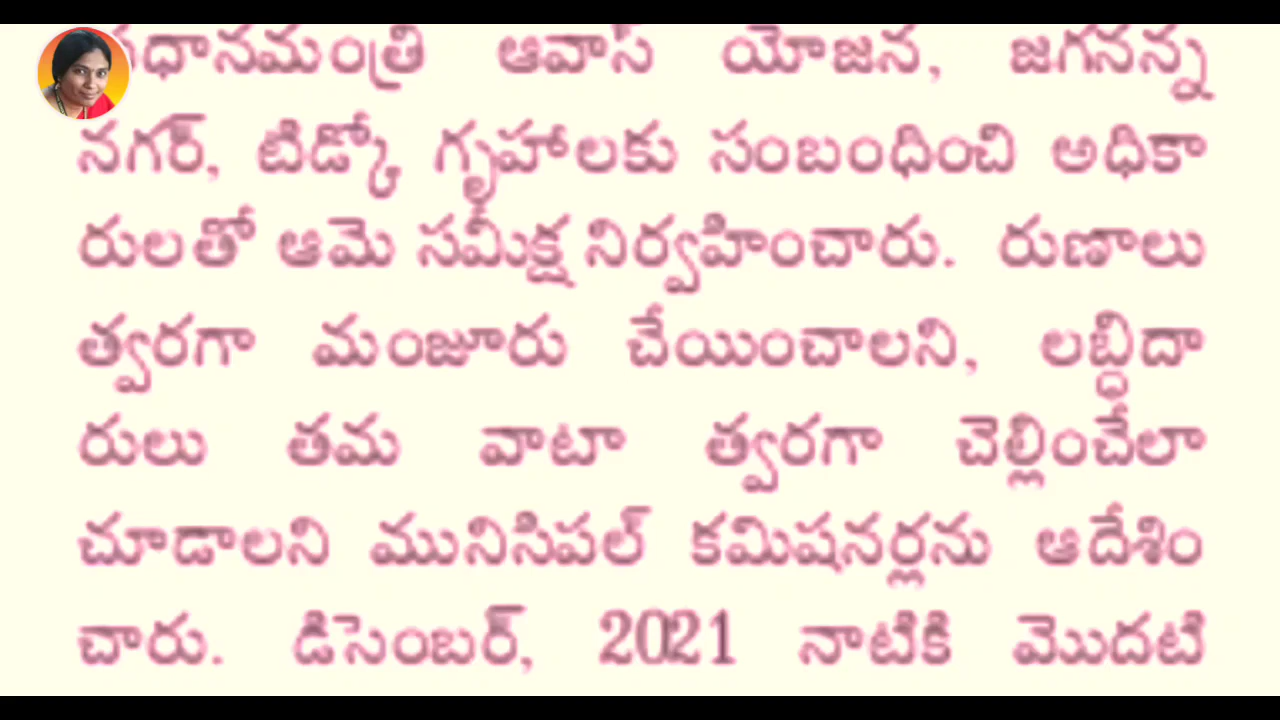 ప్రధానమంత్రి ఆవాస్ యోజన, జగనన్న
నగర్, టిడ్కో గృహాలకు సంబంధించి అధికా
రులతో ఆమె సమీక్ష నిర్వహించారు. రుణాలు
త్వరగా మంజూరు చేయించాలని, లబ్ధిదా
రులు తమ వాటా త్వరగా చెల్లించేలా
చూడాలని మునిసిపల్ కమిషనర్లను ఆదేశిం
చారు. డిసెంబర్, 2021 నాటికి మొదటి